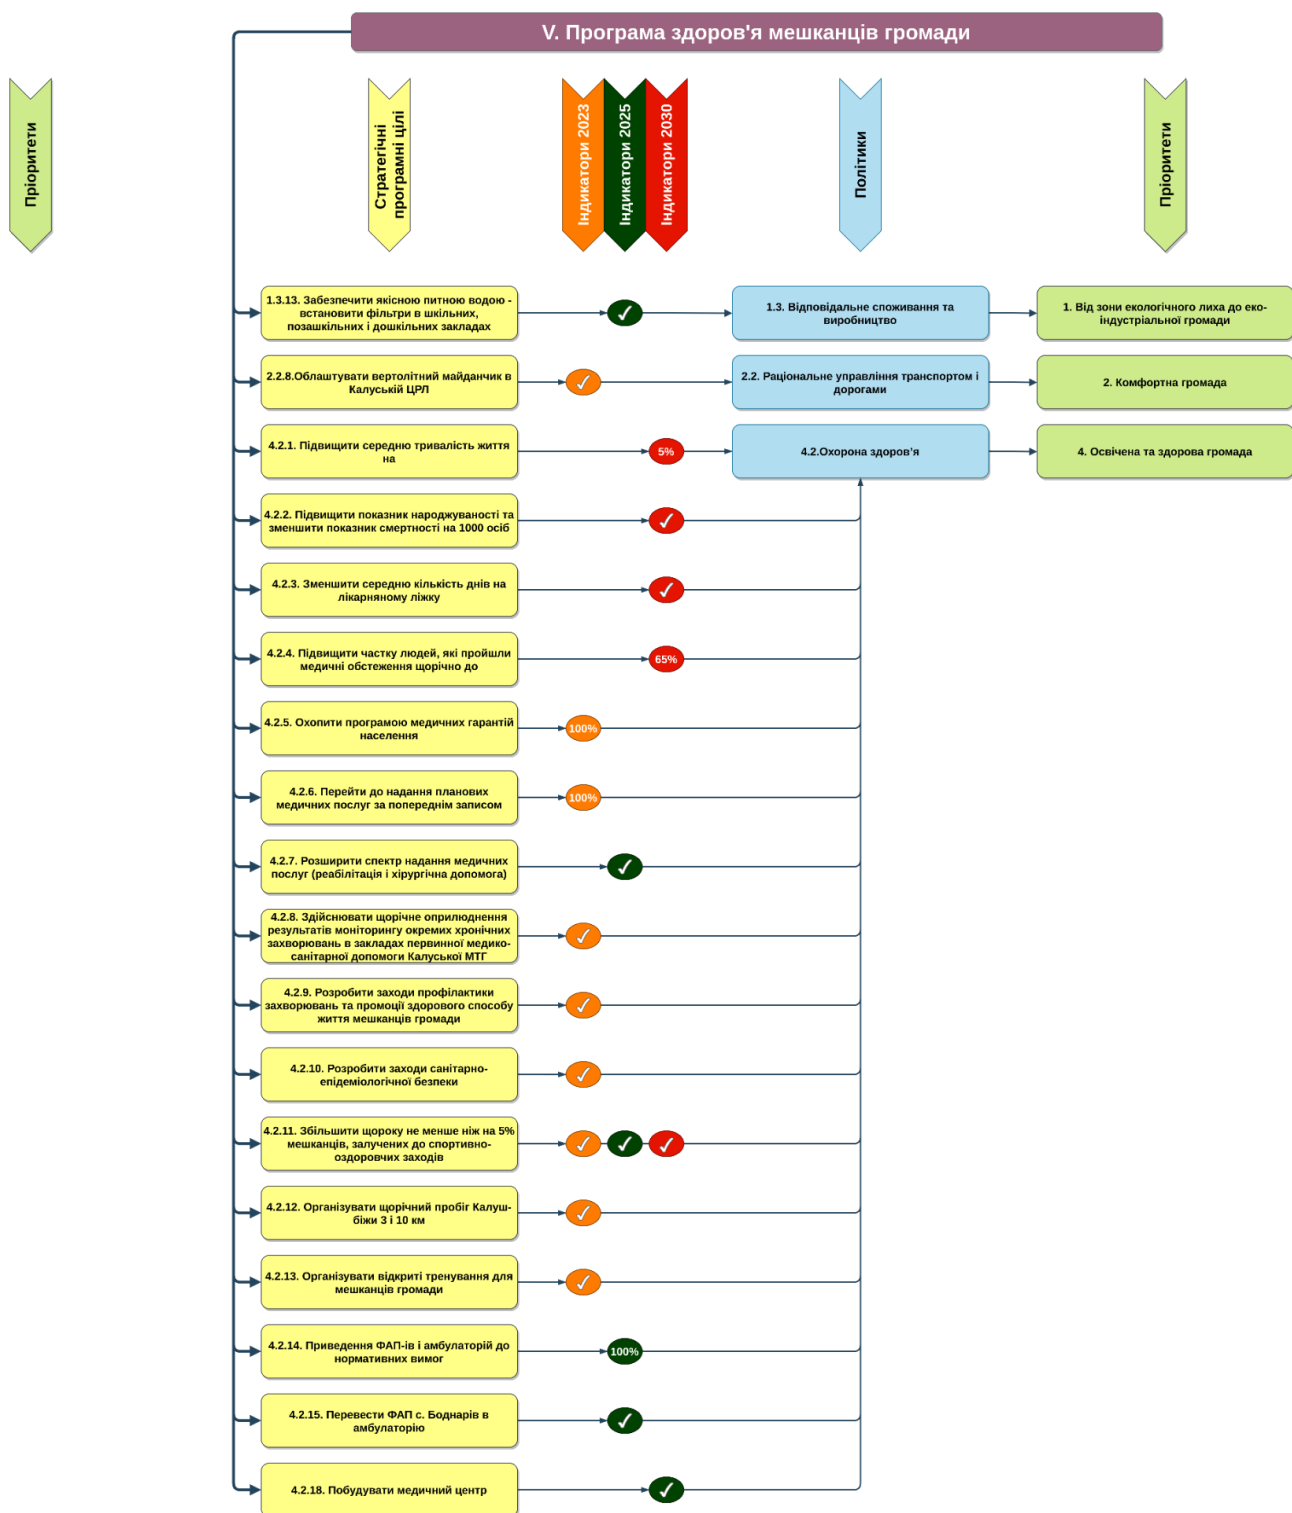 V. Програма здоров'я мешканців громади
Пріоритети
Стратегічні
програмні цілі
Індикатори 2023
Індикатори 2025
Індикатори 2030
Політики
Пріоритети
1.3.13. Забезпечити якісною питною водою -
встановити фільтри в шкільних,
позашкільних і дошкільних закладах
1.3. Відповідальне споживання та
виробництво
1. Від зони екологічного лиха до еко-
індустріальної громади
2.2.8.Облаштувати вертолітний майданчик в
Калуській ЦРЛ
2.2. Раціональне управління транспортом і
дорогами
2. Комфортна громада
4.2.1. Підвищити середню тривалість життя
на
5%
4.2.Охорона здоров'я
4. Освічена та здорова громада
4.2.2. Підвищити показник народжуваності та
зменшити показник смертності на 1000 осіб
4.2.3. Зменшити середню кількість днів на
лікарняному ліжку
4.2.4. Підвищити частку людей, які пройшли
медичні обстеження щорічно до
65%
4.2.5. Охопити програмою медичних гарантій
населення
100%
4.2.6. Перейти до надання планових
медичних послуг за попереднім записом
100%
4.2.7. Розширити спектр надання медичних
послуг (реабілітація і хірургічна допомога)
4.2.8. Здійснювати щорічне оприлюднення
результатів моніторингу окремих хронічних
захворювань в закладах первинної медико-
санітарної допомоги Калуської МТГ
4.2.9. Розробити заходи профілактики
захворювань та промоції здорового способу
життя мешканців громади
4.2.10. Розробити заходи санітарно-
епідеміологічної безпеки
4.2.11. Збільшити щороку не менше ніж на 5%
мешканців, залучених до спортивно-
оздоровчих заходів
4.2.12. Організувати щорічний пробіг Калуш-
біжи 3 і 10 км
4.2.13. Організувати відкриті тренування для
мешканців громади
4.2.14. Приведення ФАП-ів і амбулаторій до
нормативних вимог
100%
4.2.15. Перевести ФАП с. Боднарів в
амбулаторію
4.2.18. Побудувати медичний центр